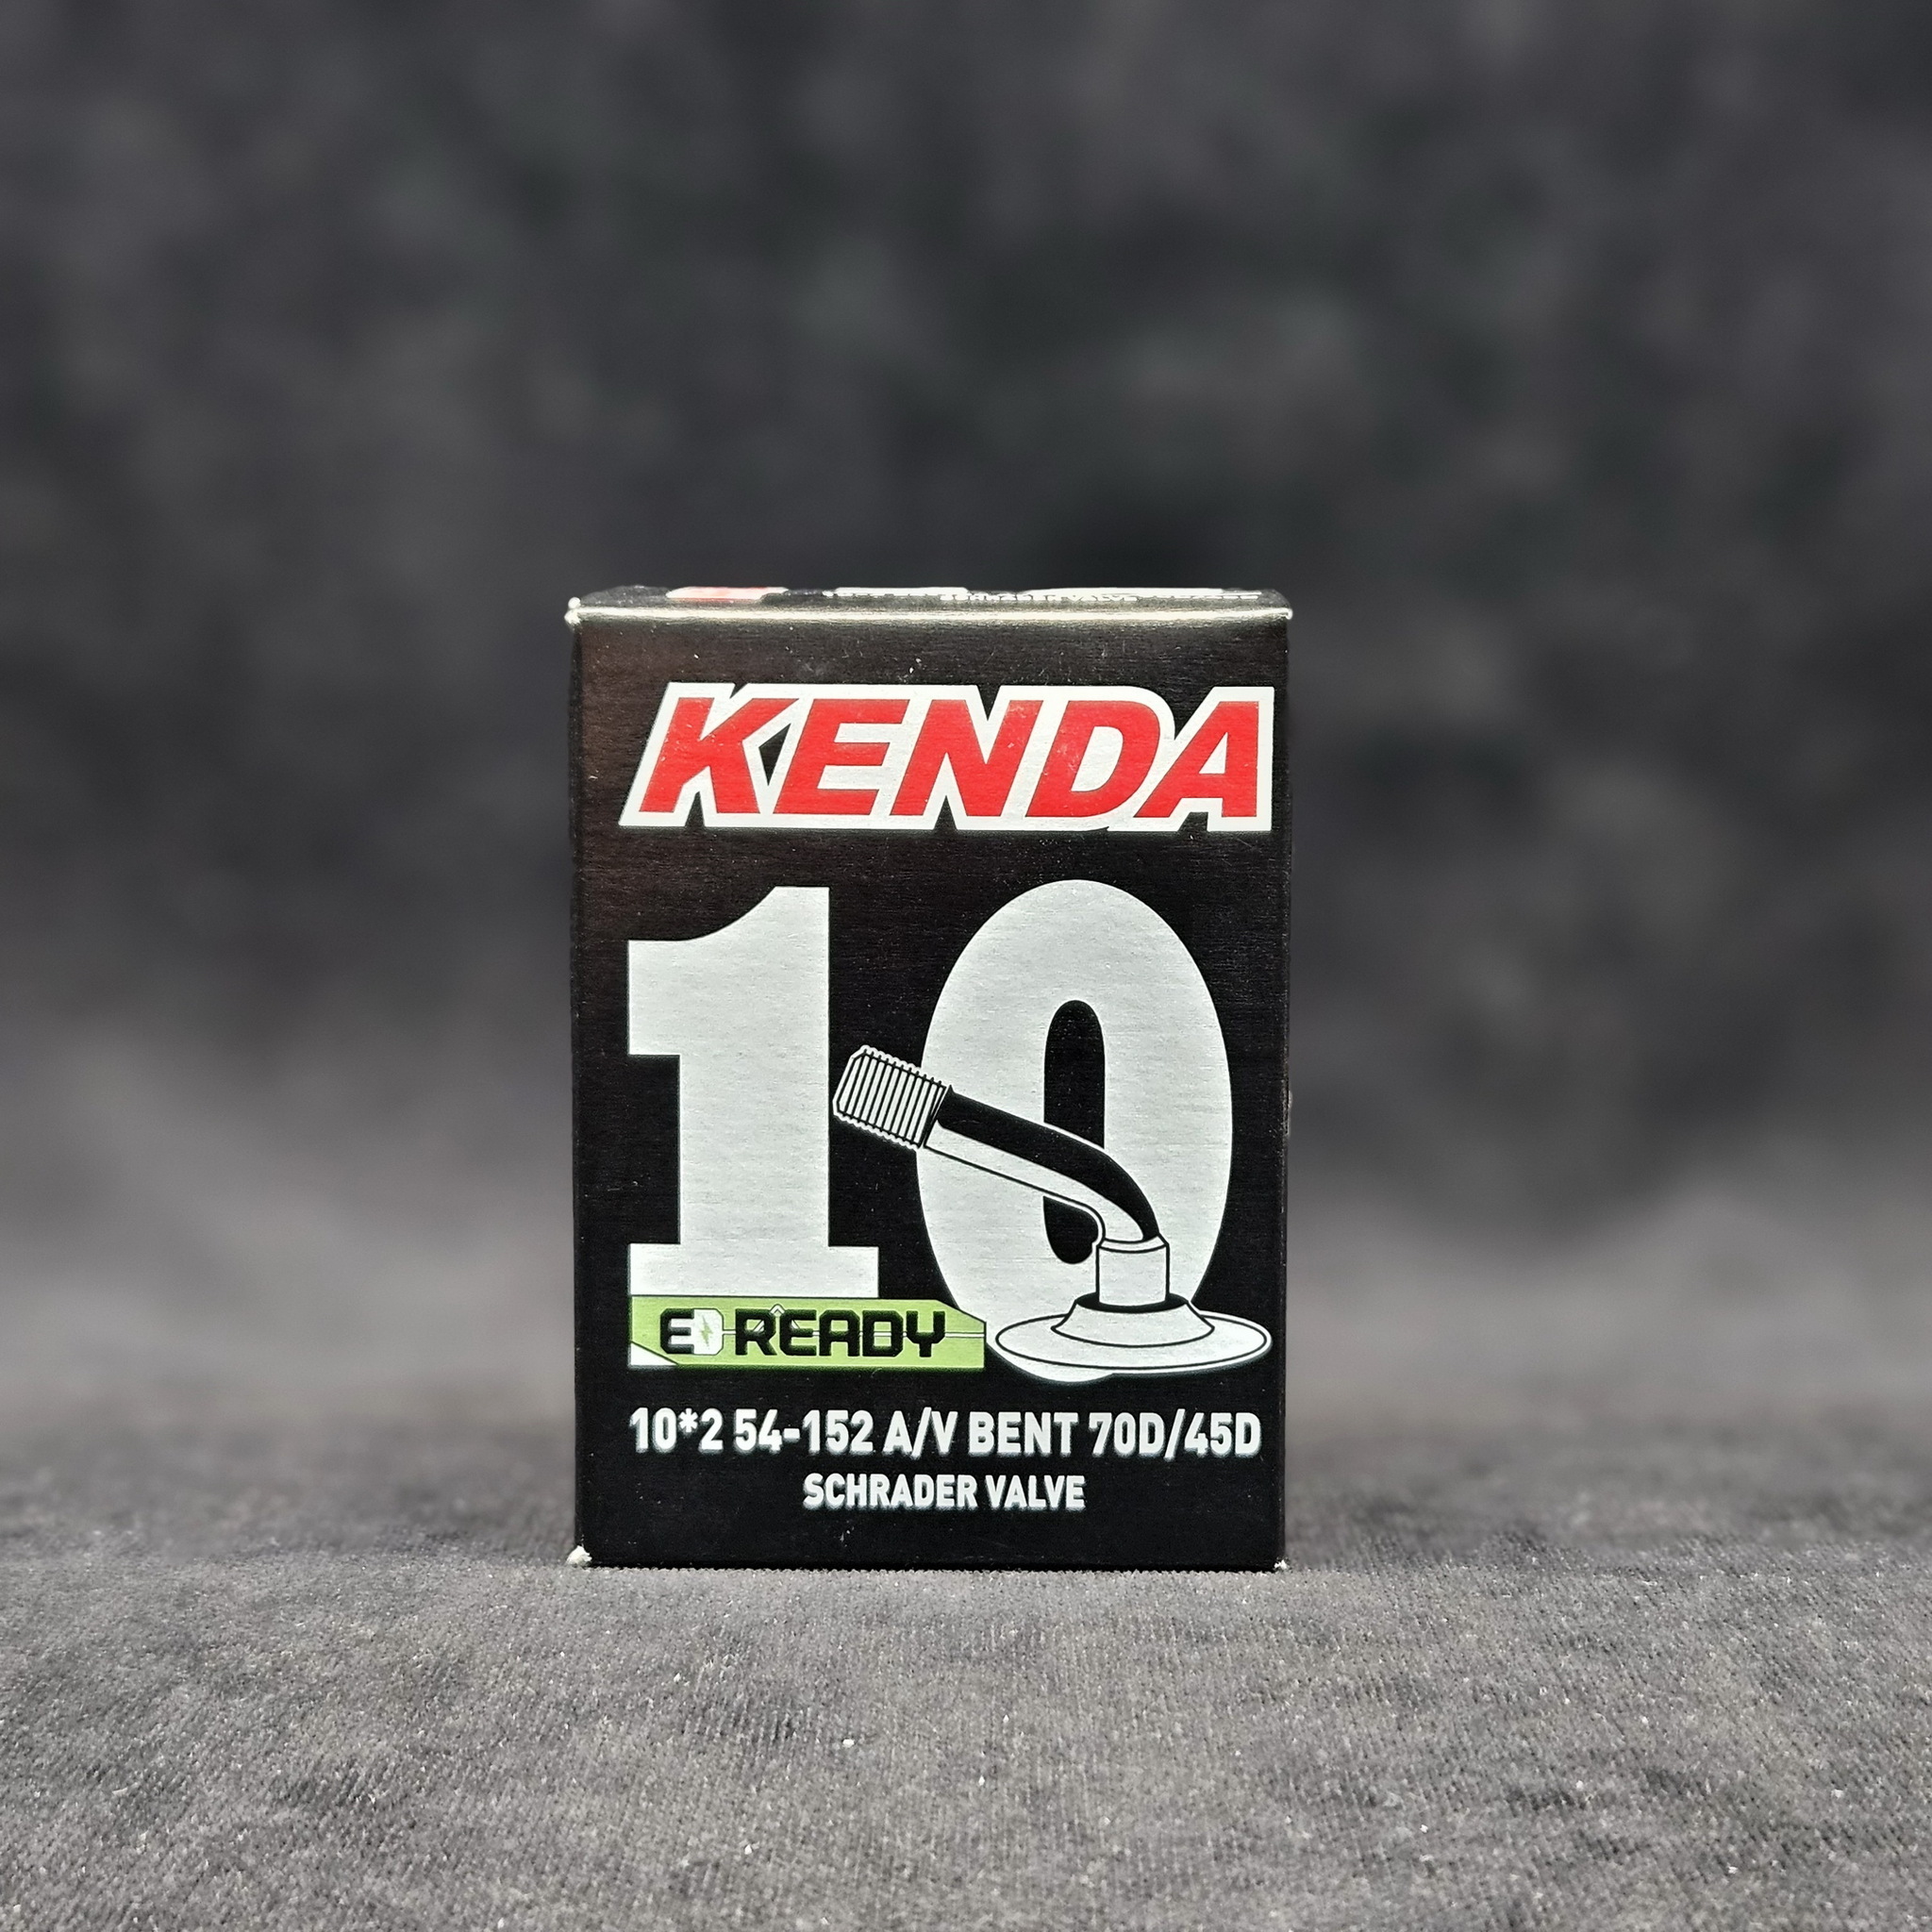 KENDA
10
E READY
10*2 54-152 A/V BENT 70D/45D
SCHRADER VALVE